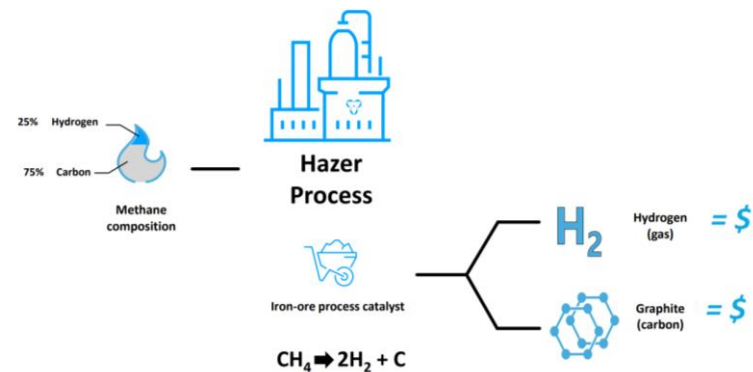 25% Hydrogen
75% Carbon
Methane
composition
Hazer
Process
Iron-ore process catalyst
CH₄➡2H₂ + C
H₂
Hydrogen
(gas)
= $
Graphite
(carbon)
= $